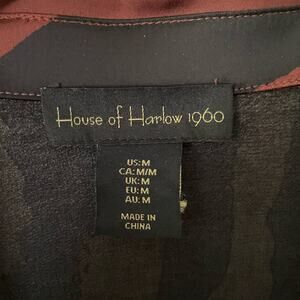 House of Harlow 1960
US: M
CA: M/M
UK: M
EU: M
AU: M
MADE IN
CHINA